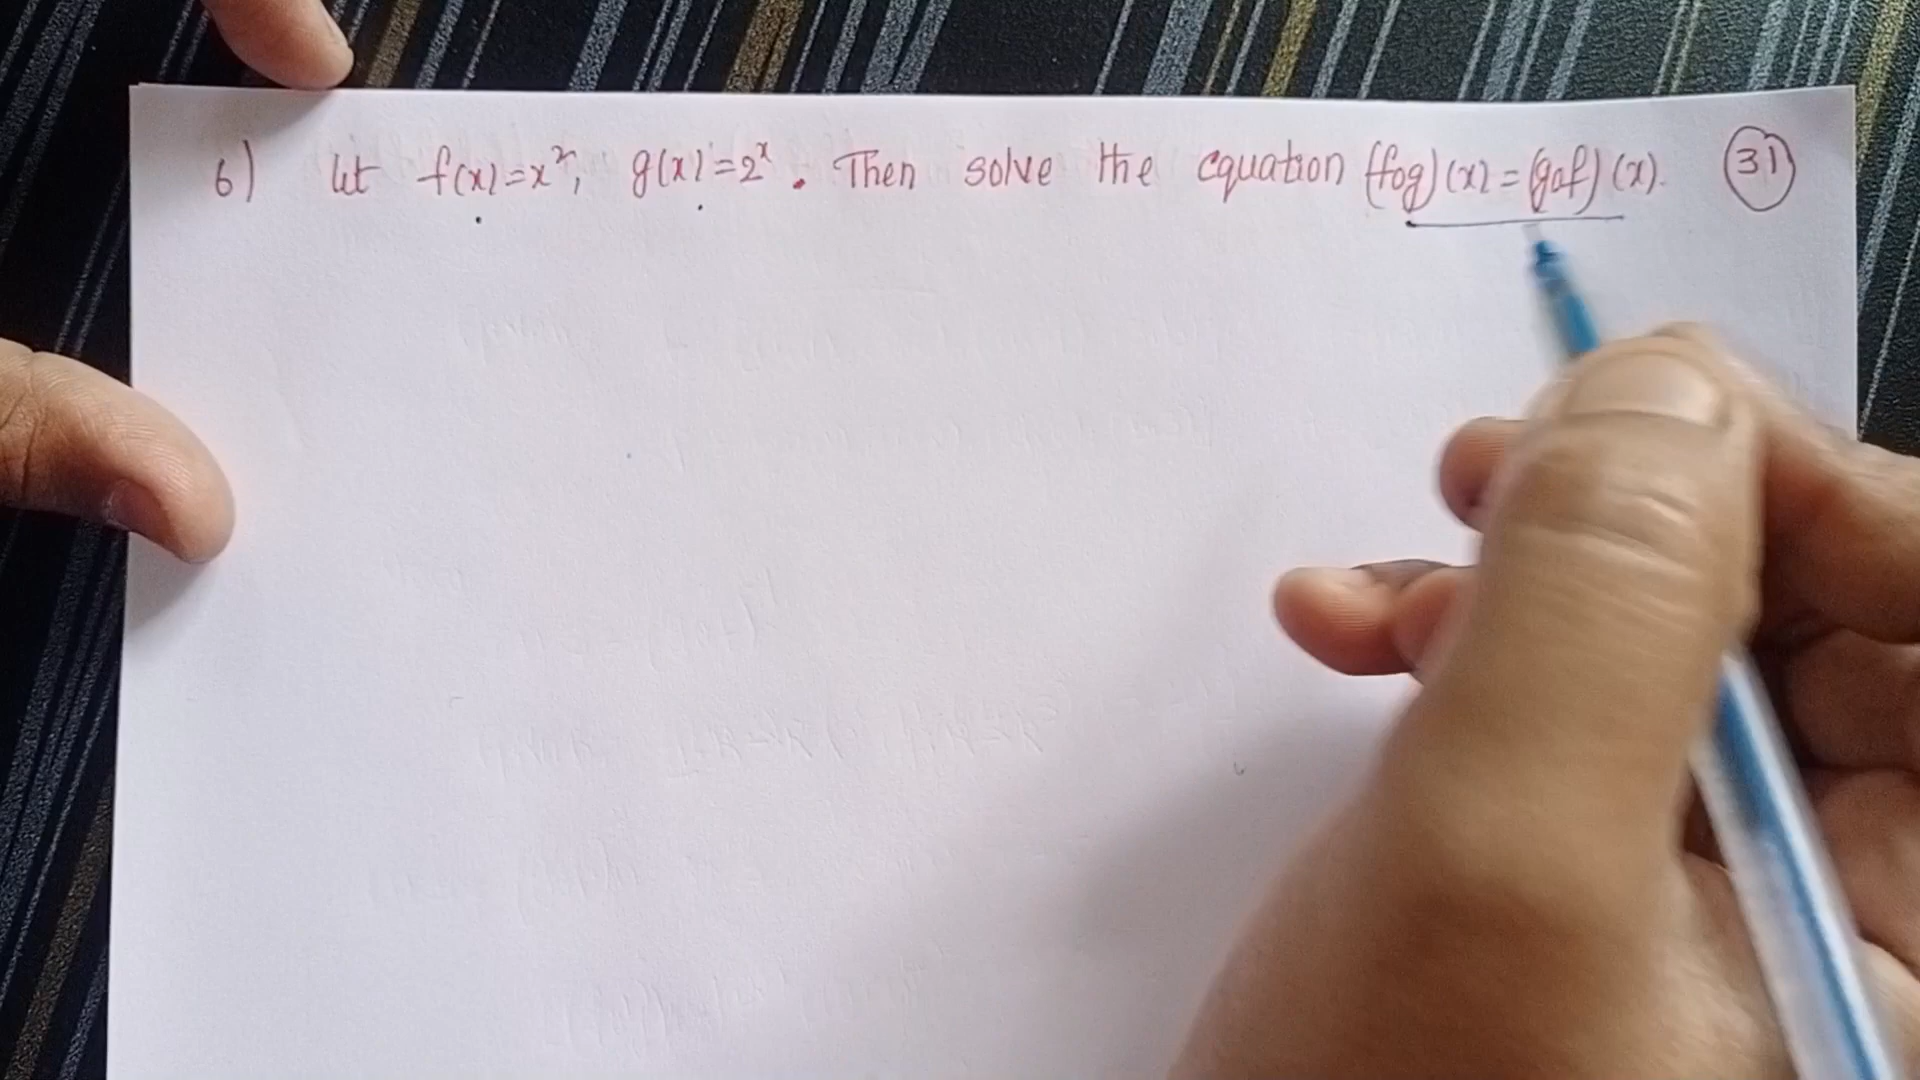 6) let f(x)=x², g(x)=2ˣ. Then solve the equation (fog)(x)=(gof)(x). 31